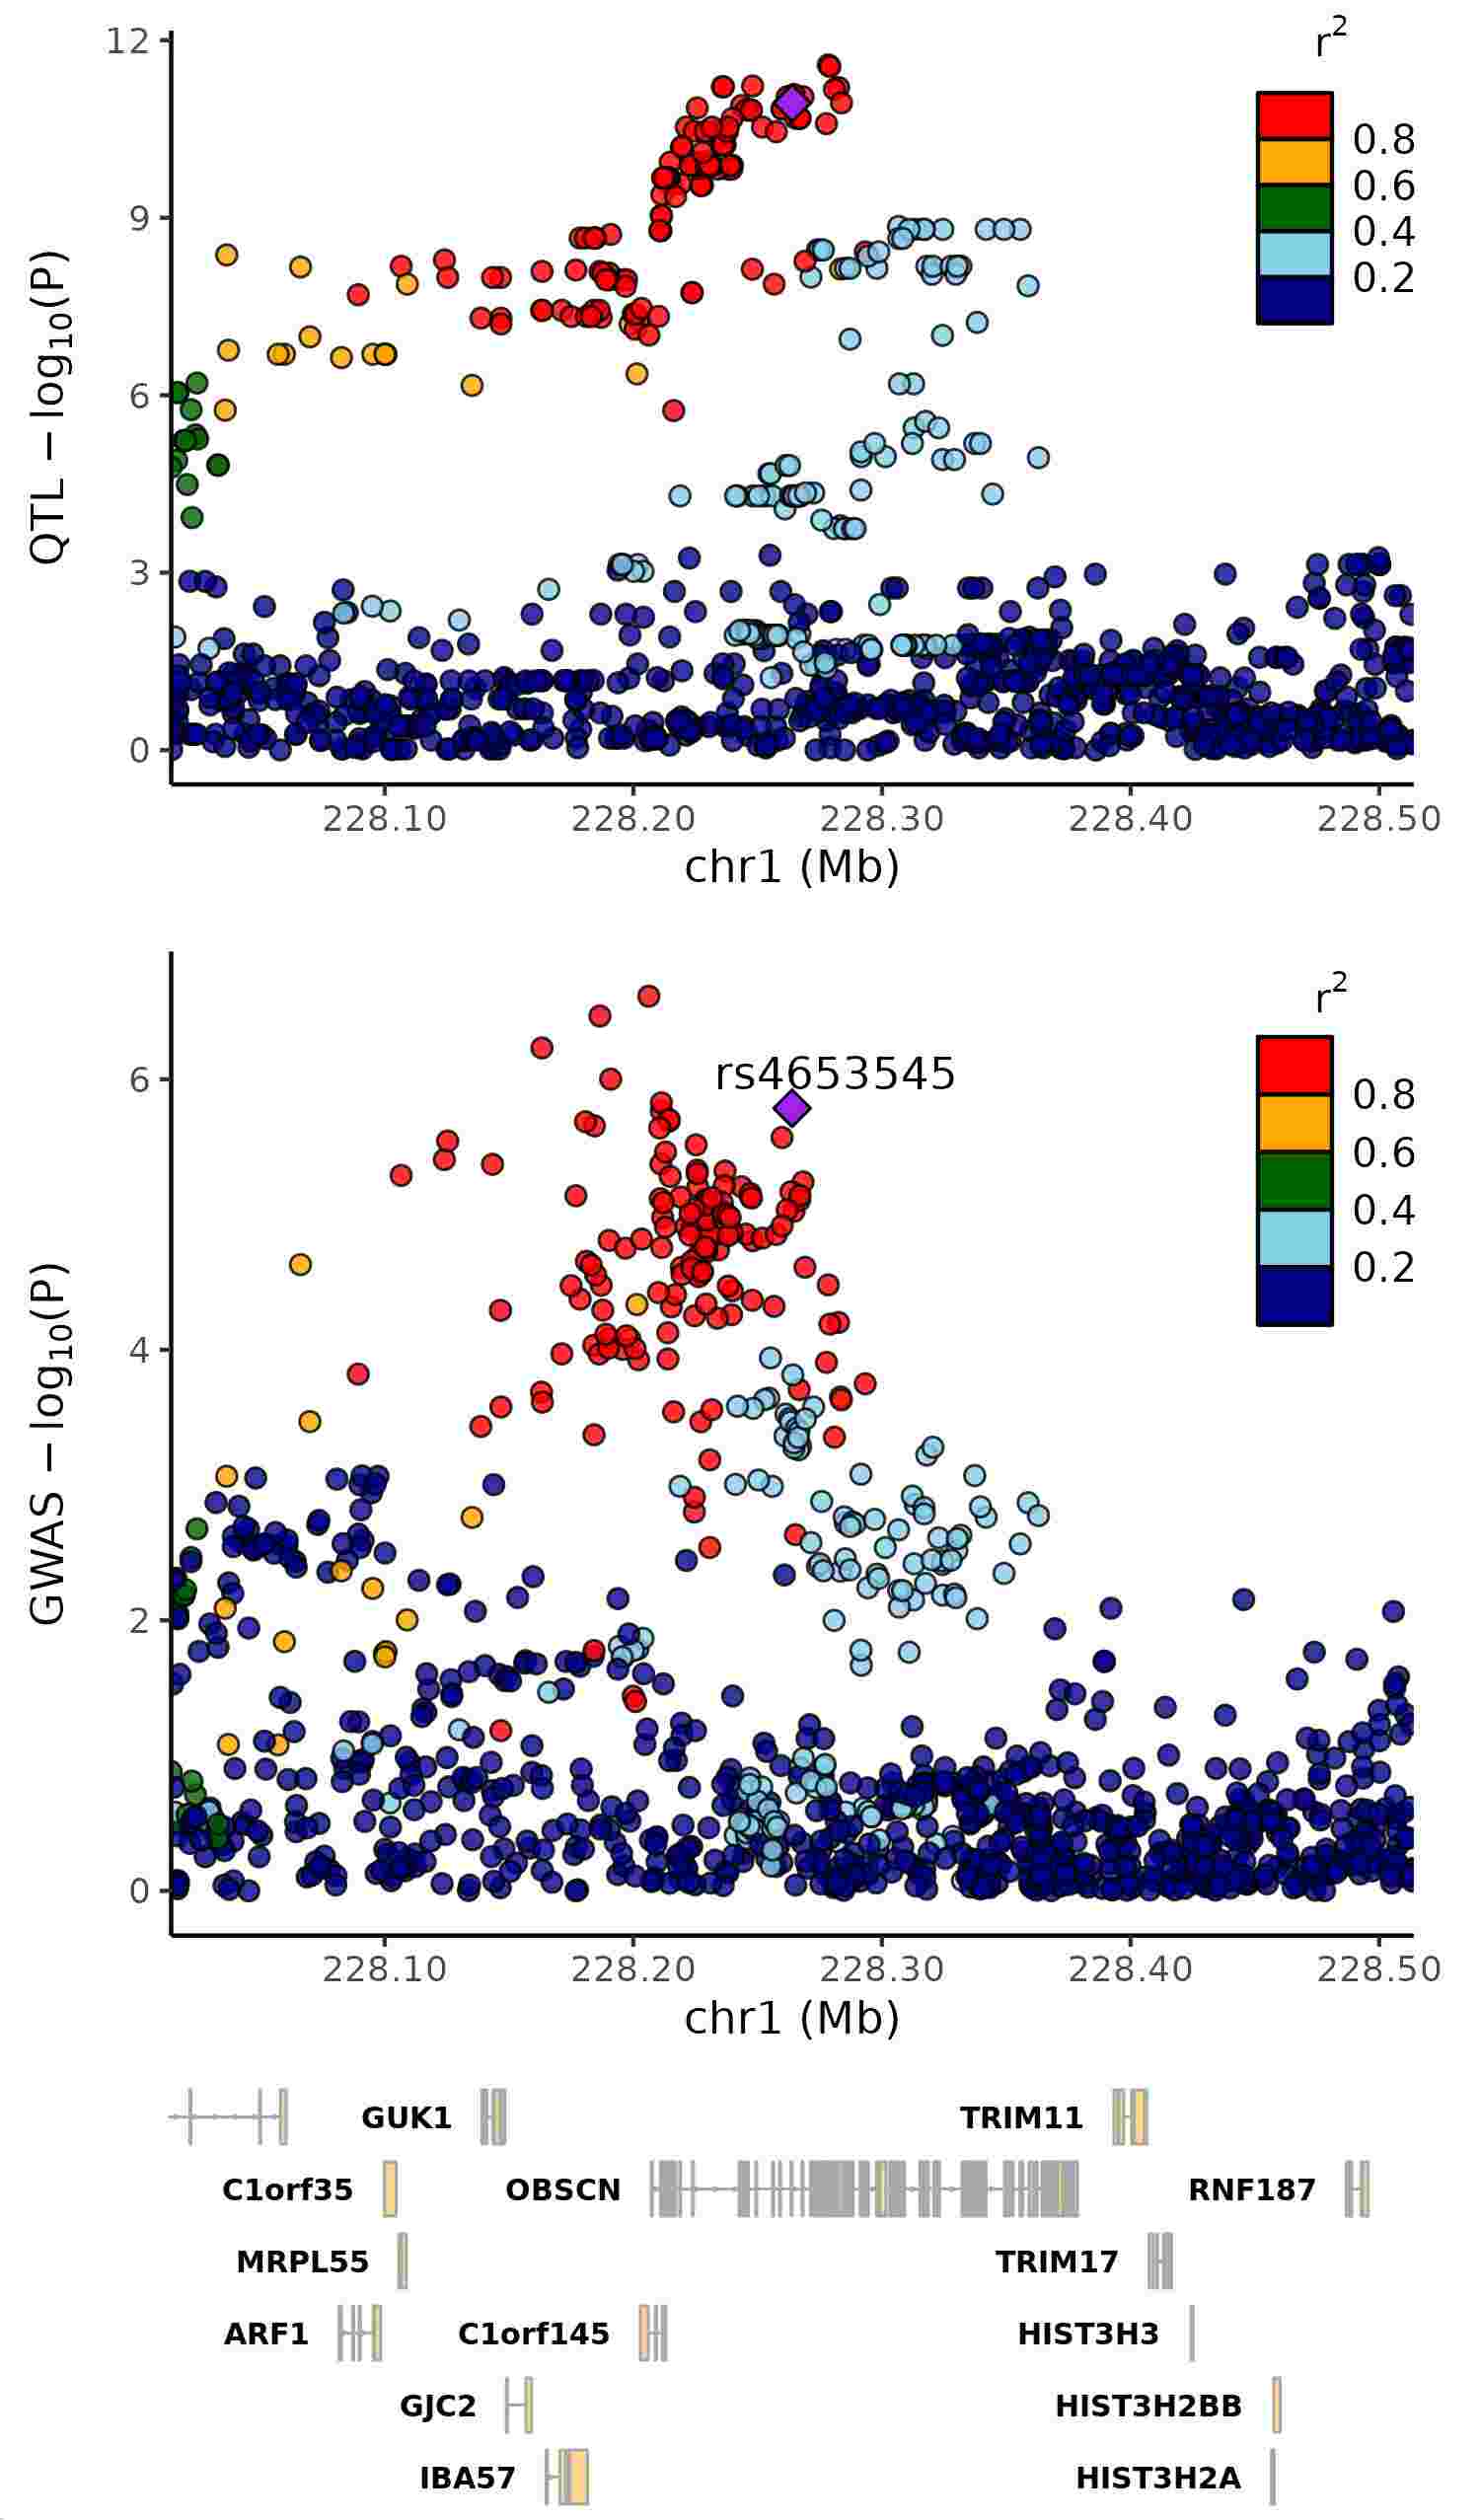 12
r²
0.8
0.6
0.4
0.2
9
6
3
0
QTL − log₁₀(P)
228.10 228.20 228.30 228.40 228.50
chr1 (Mb)
r²
rs4653545
0.8
0.6
0.4
0.2
6
4
2
0
GWAS − log₁₀(P)
228.10 228.20 228.30 228.40 228.50
chr1 (Mb)
GUK1 TRIM11
C1orf35 OBSCN RNF187
MRPL55 TRIM17
ARF1 C1orf145 HIST3H3
GJC2 HIST3H2BB
IBA57 HIST3H2A